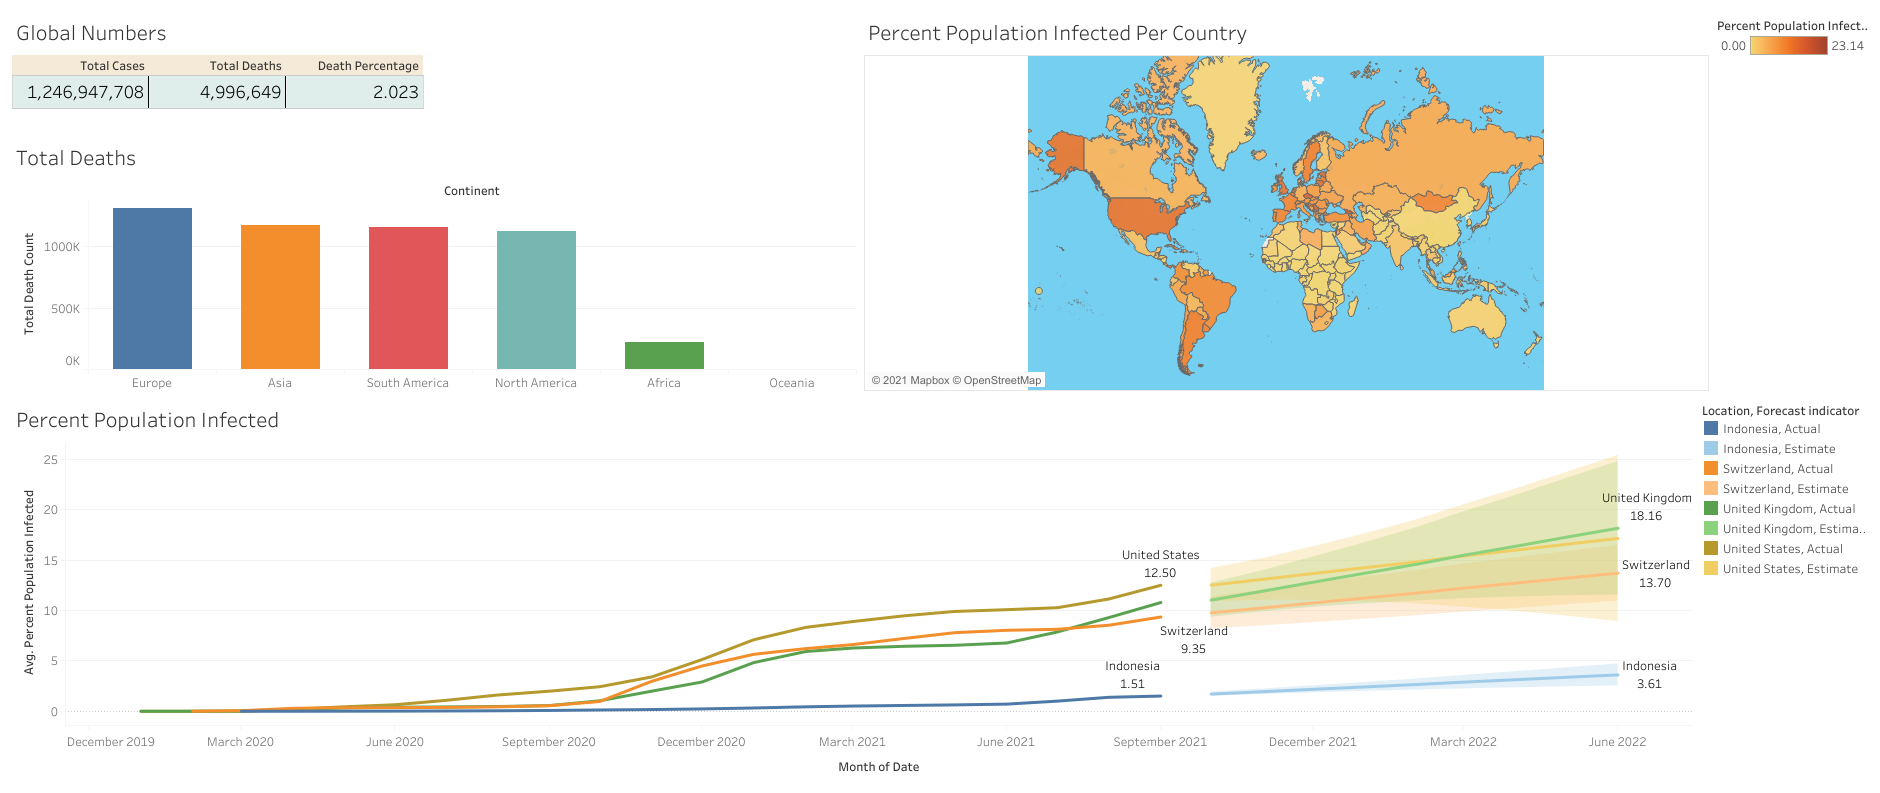 Global Numbers
Total Cases Total Deaths Death Percentage
1,246,947,708 4,996,649 2.023
Total Deaths
Continent
Total Death Count
1000K
500K
0K
Europe Asia South America North America Africa Oceania
Percent Population Infected Per Country
© 2021 Mapbox © OpenStreetMap
Percent Population Infect..
0.00 23.14
Percent Population Infected
Avg. Percent Population Infected
25
20
15
10
5
0
United States
12.50
Switzerland
9.35
Indonesia
1.51
United Kingdom
18.16
Switzerland
13.70
Indonesia
3.61
December 2019 March 2020 June 2020 September 2020 December 2020 March 2021 June 2021 September 2021 December 2021 March 2022 June 2022
Month of Date
Location, Forecast indicator
Indonesia, Actual
Indonesia, Estimate
Switzerland, Actual
Switzerland, Estimate
United Kingdom, Actual
United Kingdom, Estima..
United States, Actual
United States, Estimate